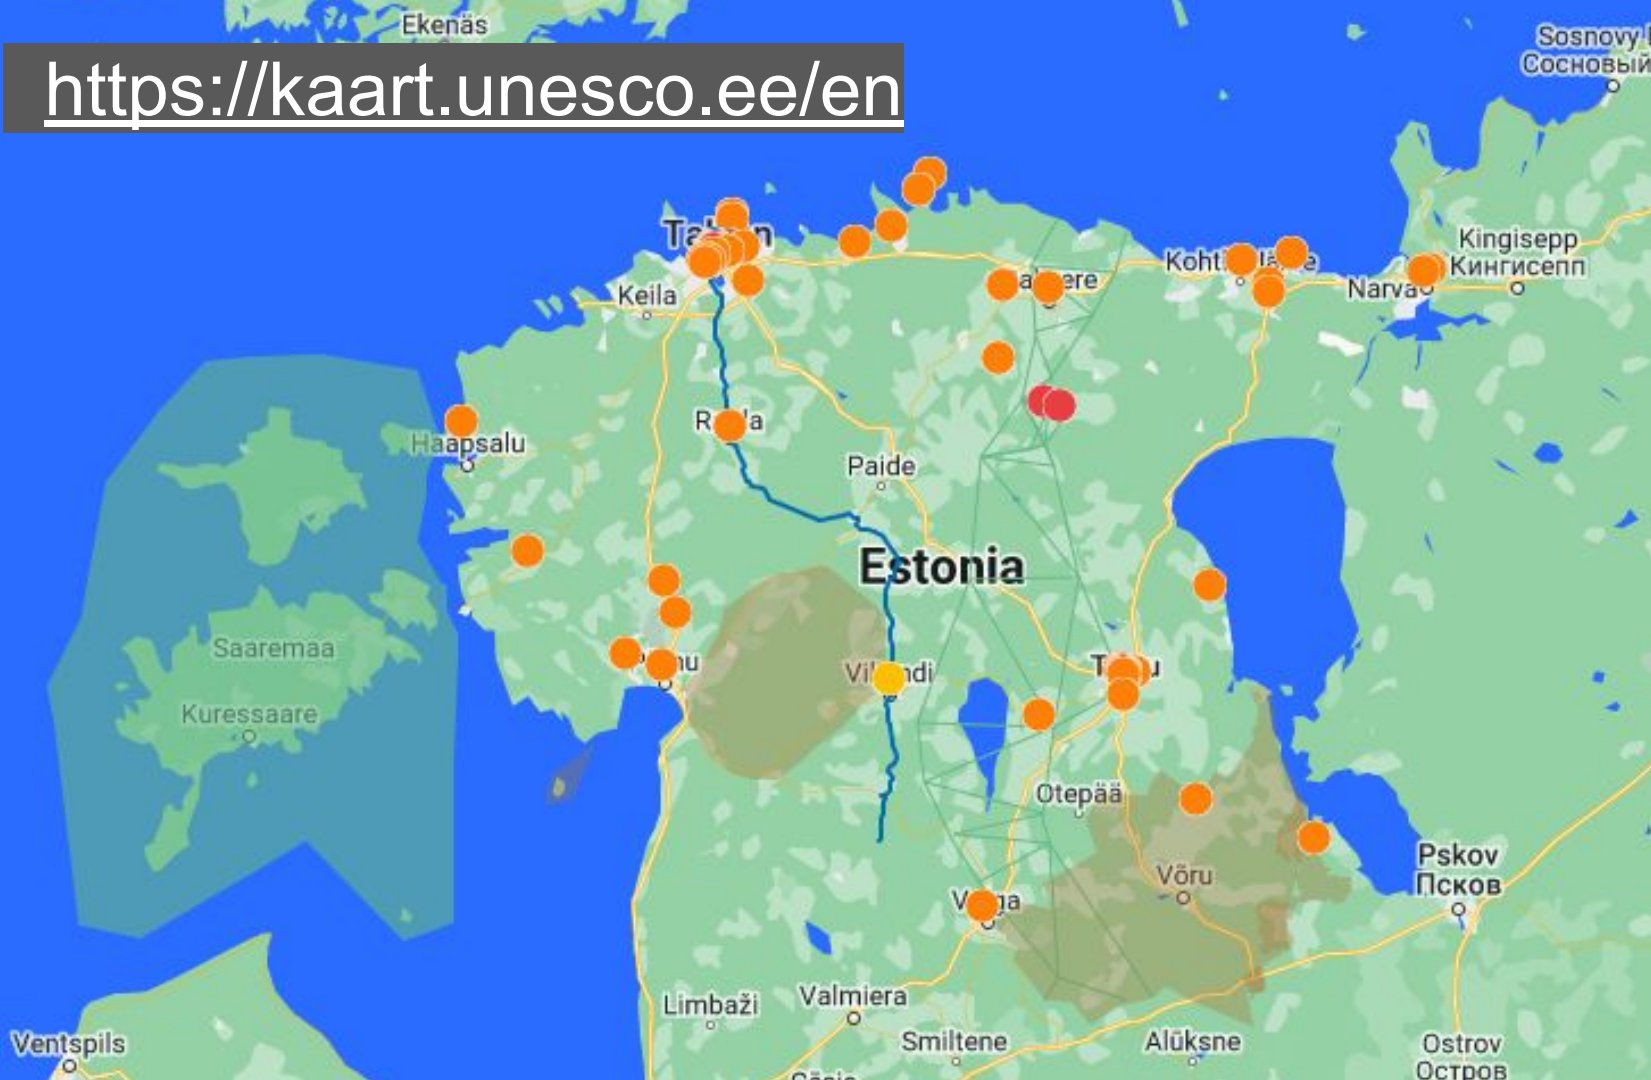 Ekenäs
https://kaart.unesco.ee/en
Sosnovy
Сосновый
Kingisepp
Кингисепп
Keila
Narva
Haapsalu
Paide
Estonia
Saaremaa
Kuressaare
Otepää
Võru
Pskov
Псков
Limbaži
Valmiera
Ventspils
Smiltene
Alūksne
Ostrov
Остров